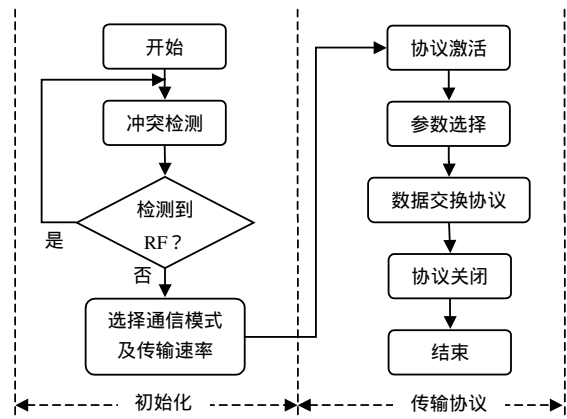 开始
冲突检测
检测到
RF？
是
否
选择通信模式
及传输速率
初始化
协议激活
参数选择
数据交换协议
协议关闭
结束
传输协议